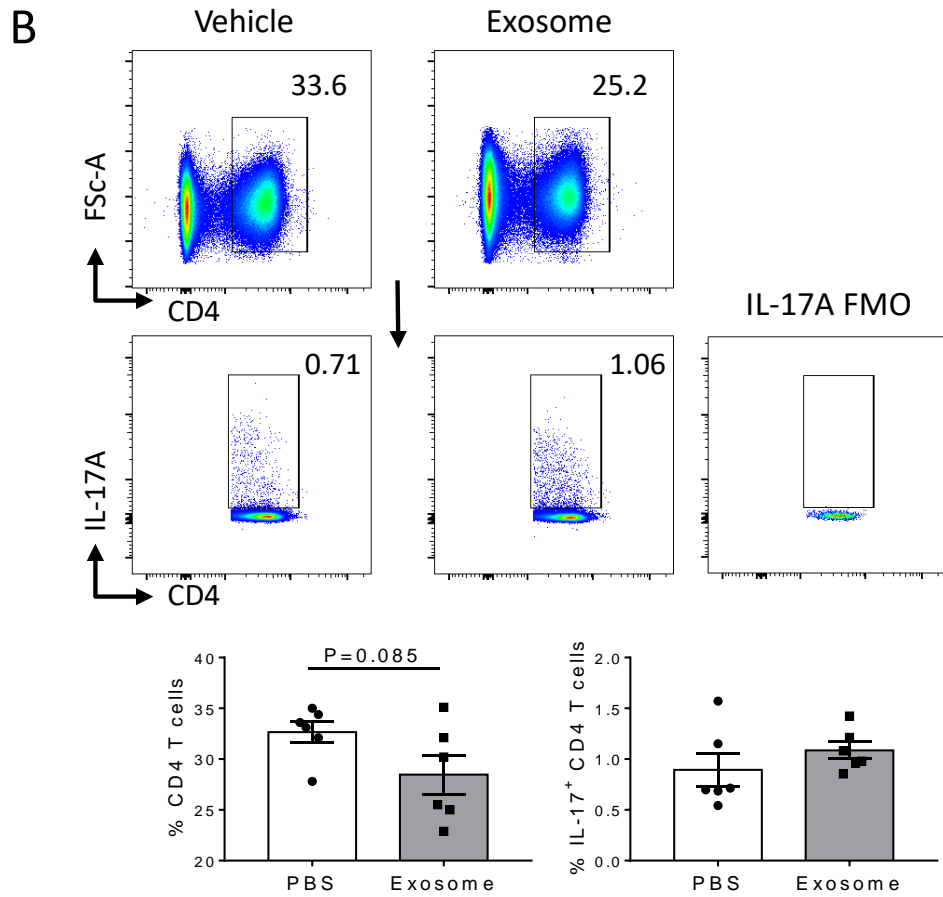 B
Vehicle
Exosome
33.6
25.2
FSc-A
CD4
IL-17A FMO
0.71
1.06
IL-17A
CD4
P=0.085
% CD4 T cells
40
35
30
25
20
PBS
Exosome
% IL-17+ CD4 T cells
2.0
1.5
1.0
0.5
0.0
PBS
Exosome